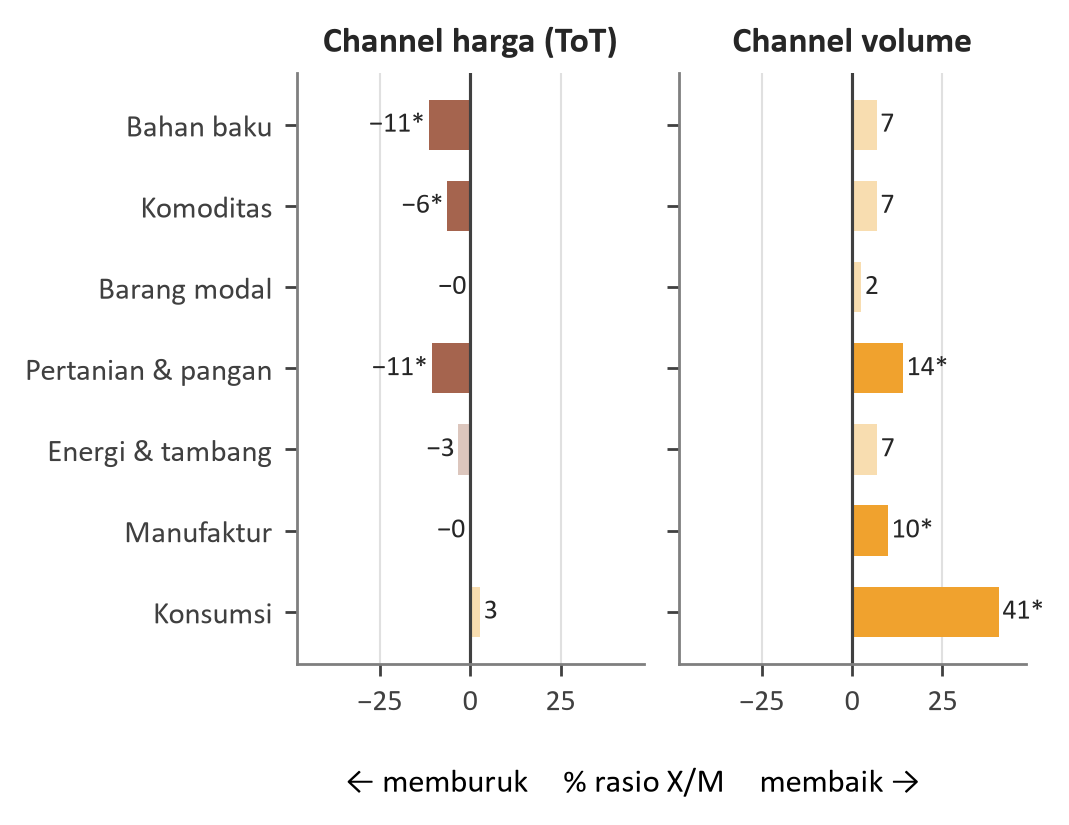 Channel harga (ToT) Channel volume
Bahan baku −11* 7
Komoditas −6* 7
Barang modal −0 2
Pertanian & pangan −11* 14*
Energi & tambang −3 7
Manufaktur −0 10*
Konsumsi 3 41*
−25 0 25 −25 0 25
← memburuk % rasio X/M membaik →